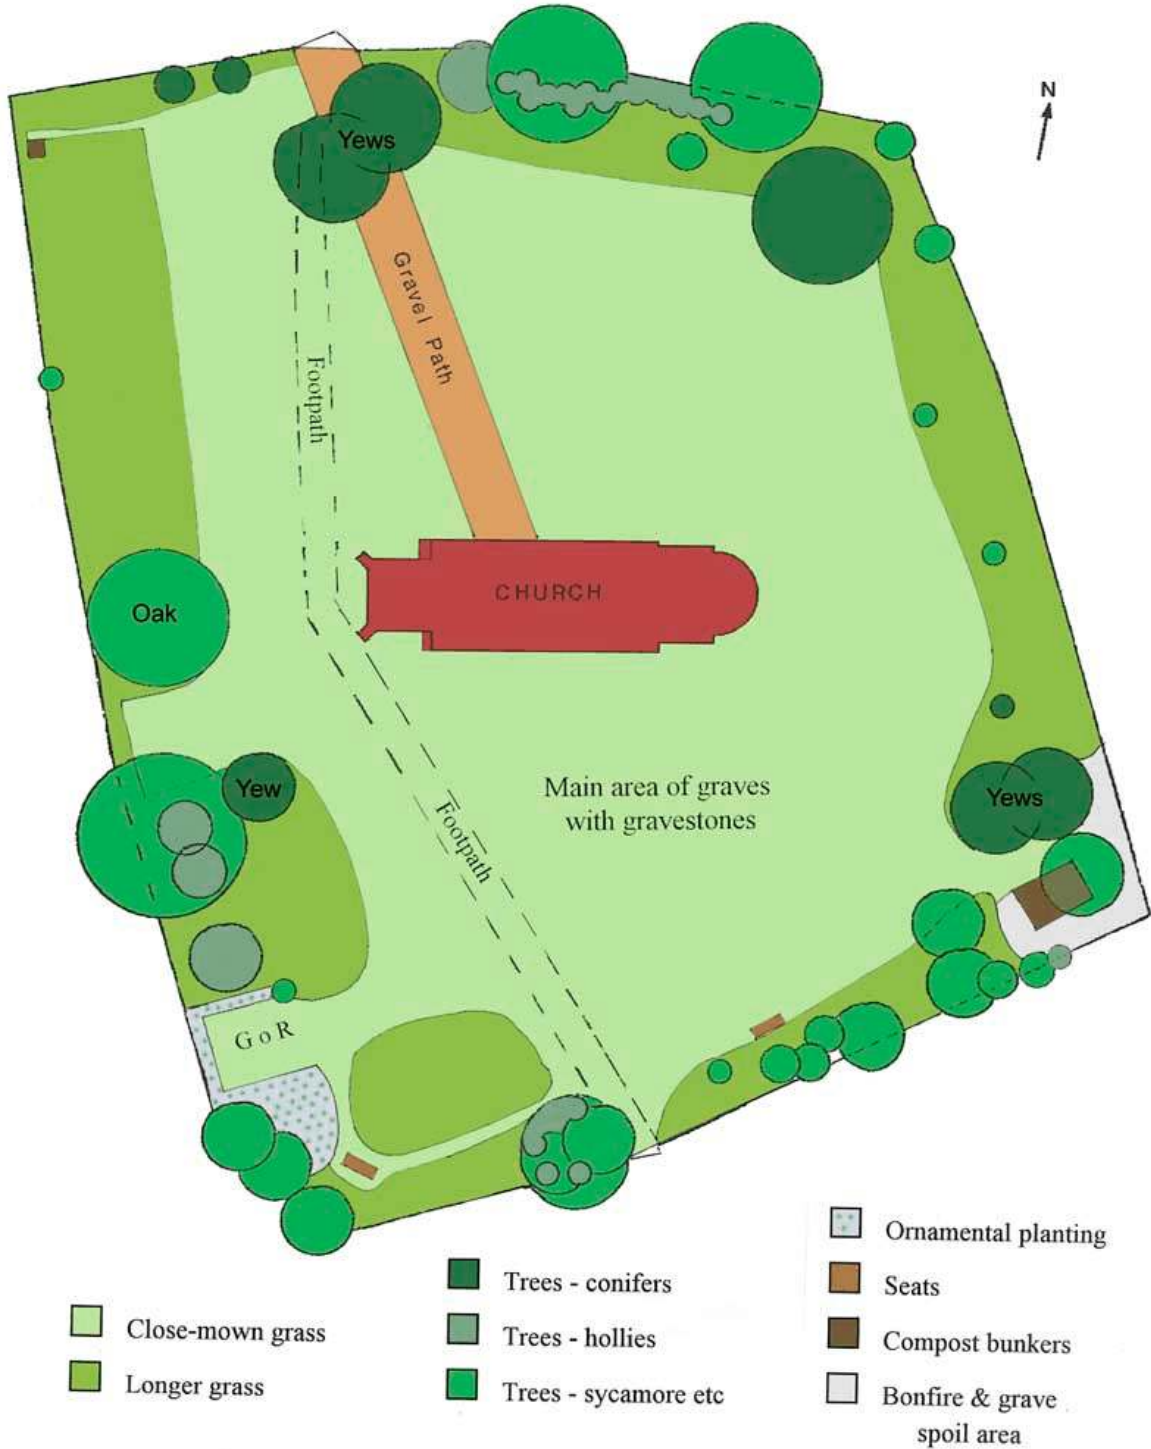 N
Yews
Gravel Path
Footpath
CHURCH
Oak
Yew
Main area of graves
with gravestones
Yews
Footpath
GoR
Ornamental planting
Trees - conifers
Seats
Close-mown grass
Trees - hollies
Compost bunkers
Longer grass
Trees - sycamore etc
Bonfire & grave
spoil area